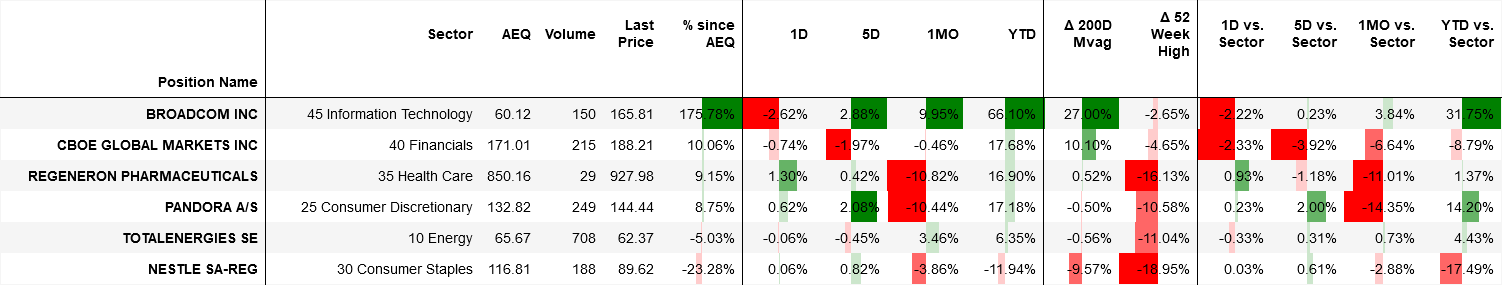 Position Name Sector AEQ Volume Last Price % since AEQ 1D 5D 1MO YTD Δ 200D Mvag Δ 52 Week High 1D vs. Sector 5D vs. Sector 1MO vs. Sector YTD vs. Sector
BROADCOM INC 45 Information Technology 60.12 150 165.81 175.78% -2.62% 2.88% 9.95% 66.10% 27.00% -2.65% -2.22% 0.23% 3.84% 31.75%
CBOE GLOBAL MARKETS INC 40 Financials 171.01 215 188.21 10.06% -0.74% -1.97% -0.46% 17.68% 10.10% -4.65% -2.33% -3.92% -6.64% -8.79%
REGENERON PHARMACEUTICALS 35 Health Care 850.16 29 927.98 9.15% 1.30% 0.42% -10.82% 16.90% 0.52% -16.13% 0.93% -1.18% -11.01% 1.37%
PANDORA A/S 25 Consumer Discretionary 132.82 249 144.44 8.75% 0.62% 2.08% -10.44% 17.18% -0.50% -10.58% 0.23% 2.00% -14.35% 14.20%
TOTALENERGIES SE 10 Energy 65.67 708 62.37 -5.03% -0.06% -0.45% 3.46% 6.35% -0.56% -11.04% -0.33% 0.31% 0.73% 4.43%
NESTLE SA-REG 30 Consumer Staples 116.81 188 89.62 -23.28% 0.06% 0.82% -3.86% -11.94% -9.57% -18.95% 0.03% 0.61% -2.88% -17.49%